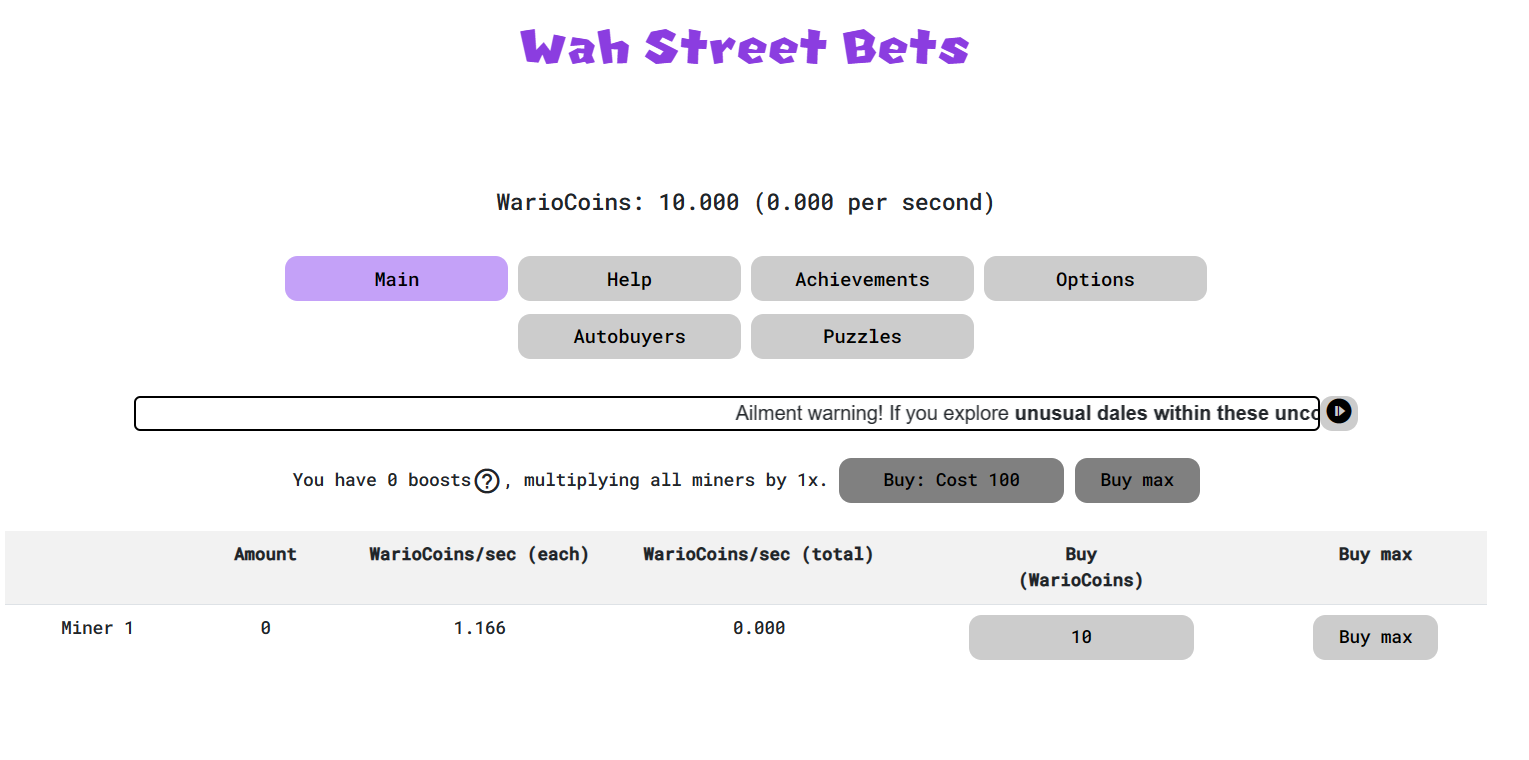 Wah Street Bets
WarioCoins: 10.000 (0.000 per second)
Main Help Achievements Options
Autobuyers Puzzles
Ailment warning! If you explore unusual dales within these unco
You have 0 boosts?, multiplying all miners by 1x. Buy: Cost 100 Buy max
Amount WarioCoins/sec (each) WarioCoins/sec (total) Buy Buy max
(WarioCoins)
Miner 1 0 1.166 0.000 10 Buy max